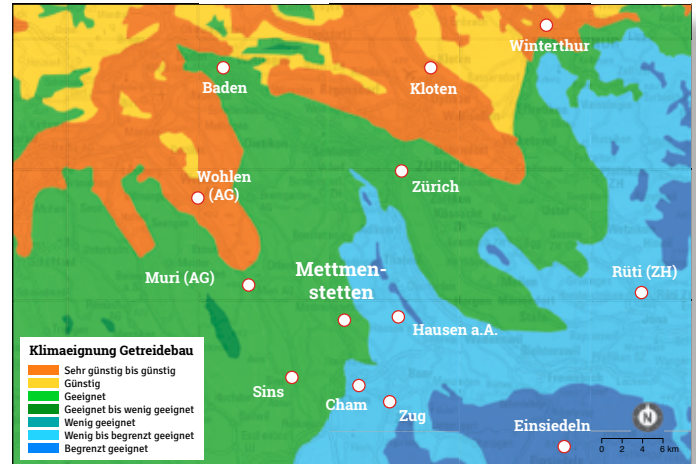 Winterthur
Baden
Kloten
Wohlen
(AG)
Zürich
Mettmen-
stetten
Muri (AG)
Rüti (ZH)
Hausen a.A.
Klimaeignung Getreidebau
Sehr günstig bis günstig
Günstig
Geeignet
Geeignet bis wenig geeignet
Wenig geeignet
Wenig bis begrenzt geeignet
Begrenzt geeignet
Sins
Cham
Zug
Einsiedeln
N
0 2 4 6 km